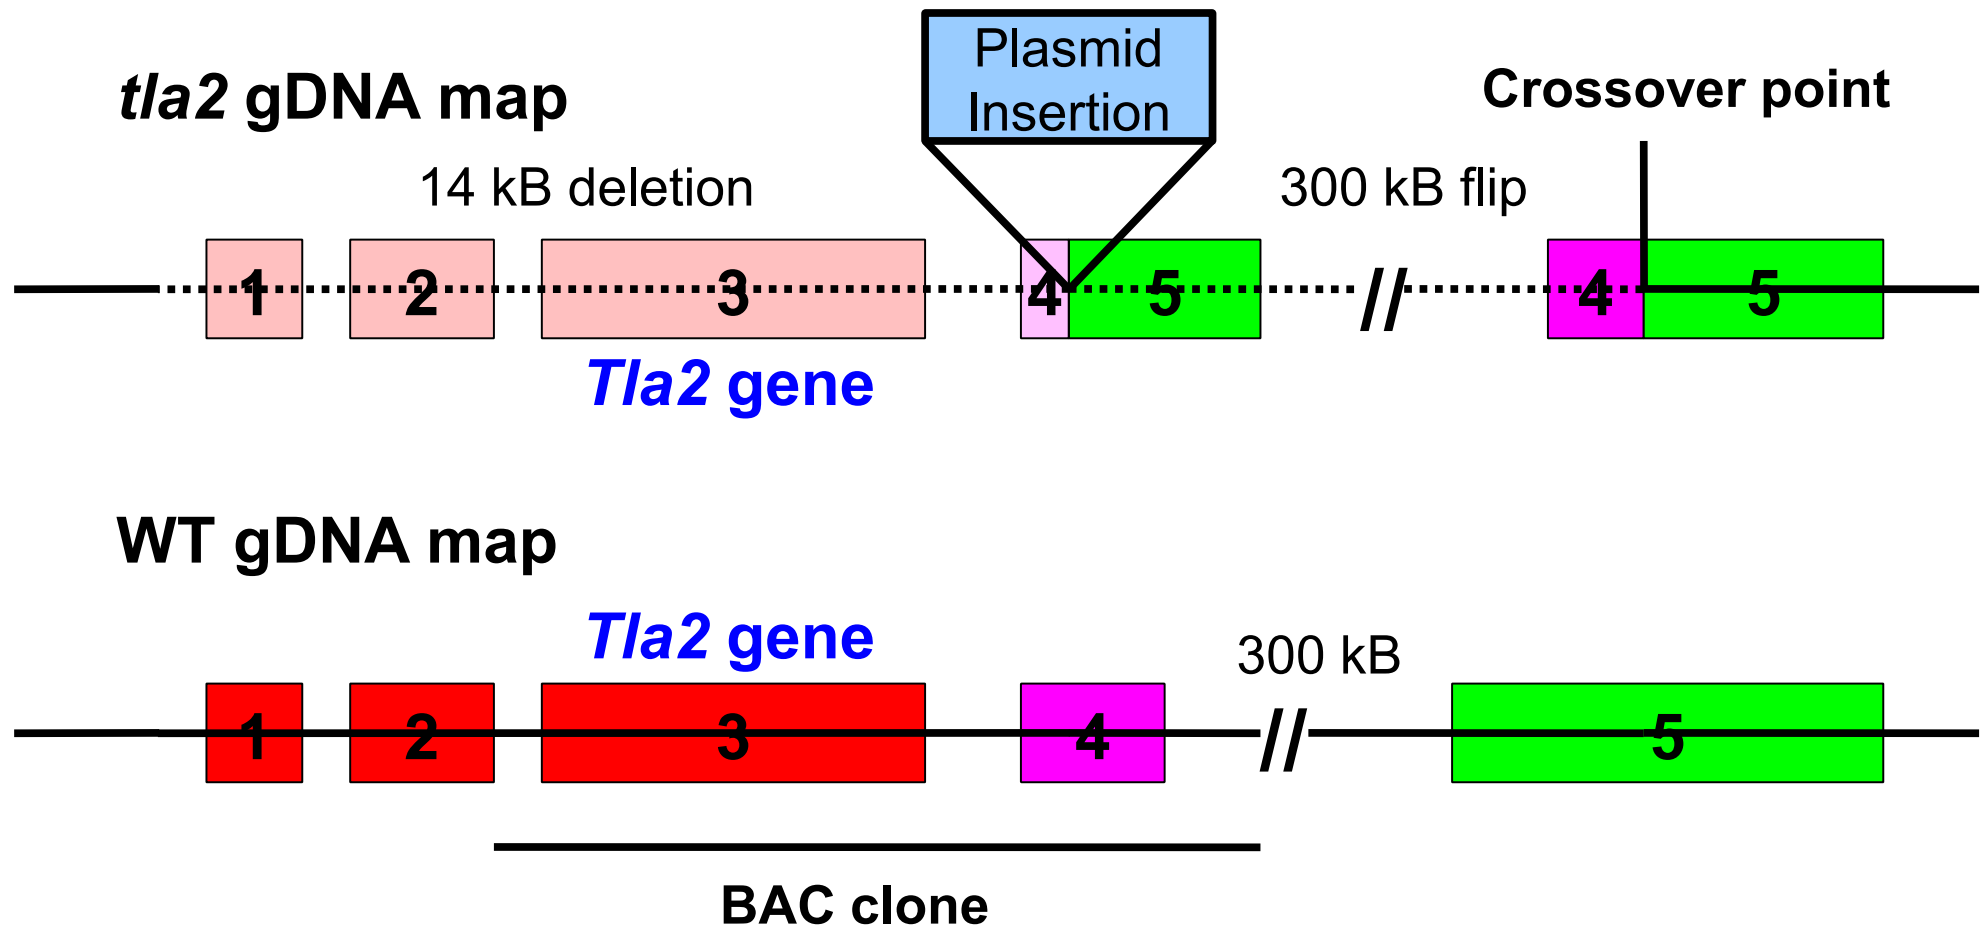 Plasmid
Insertion
tla2 gDNA map
Crossover point
14 kB deletion
300 kB flip
1 2 3 4 5 // 4 5
Tla2 gene
WT gDNA map
Tla2 gene
300 kB
1 2 3 4 // 5
BAC clone